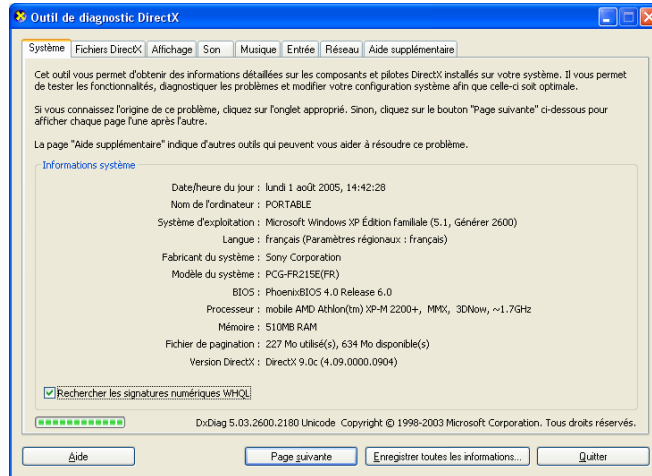 Outil de diagnostic DirectX
Système Fichiers DirectX Affichage Son Musique Entrée Réseau Aide supplémentaire
Cet outil vous permet d'obtenir des informations détaillées sur les composants et pilotes DirectX installés sur votre système. Il vous permet
de tester les fonctionnalités, diagnostiquer les problèmes et modifier votre configuration système afin que celle-ci soit optimale.
Si vous connaissez l'origine de ce problème, cliquez sur l'onglet approprié. Sinon, cliquez sur le bouton "Page suivante" ci-dessous pour
afficher chaque page l'une après l'autre.
La page "Aide supplémentaire" indique d'autres outils qui peuvent vous aider à résoudre ce problème.
Informations système
Date/heure du jour : lundi 1 août 2005, 14:42:28
Nom de l'ordinateur : PORTABLE
Système d'exploitation : Microsoft Windows XP Édition familiale (5.1, Générer 2600)
Langue : français (Paramètres régionaux : français)
Fabricant du système : Sony Corporation
Modèle du système : PCG-FR215E(FR)
BIOS : PhoenixBIOS 4.0 Release 6.0
Processeur : mobile AMD Athlon(tm) XP-M 2200+, MMX, 3DNow, ~1.7GHz
Mémoire : 510MB RAM
Fichier de pagination : 227 Mo utilisé(s), 634 Mo disponible(s)
Version DirectX : DirectX 9.0c (4.09.0000.0904)
Rechercher les signatures numériques WHQL
DxDiag 5.03.2600.2180 Unicode Copyright © 1998-2003 Microsoft Corporation. Tous droits réservés.
Aide Page suivante Enregistrer toutes les informations... Quitter